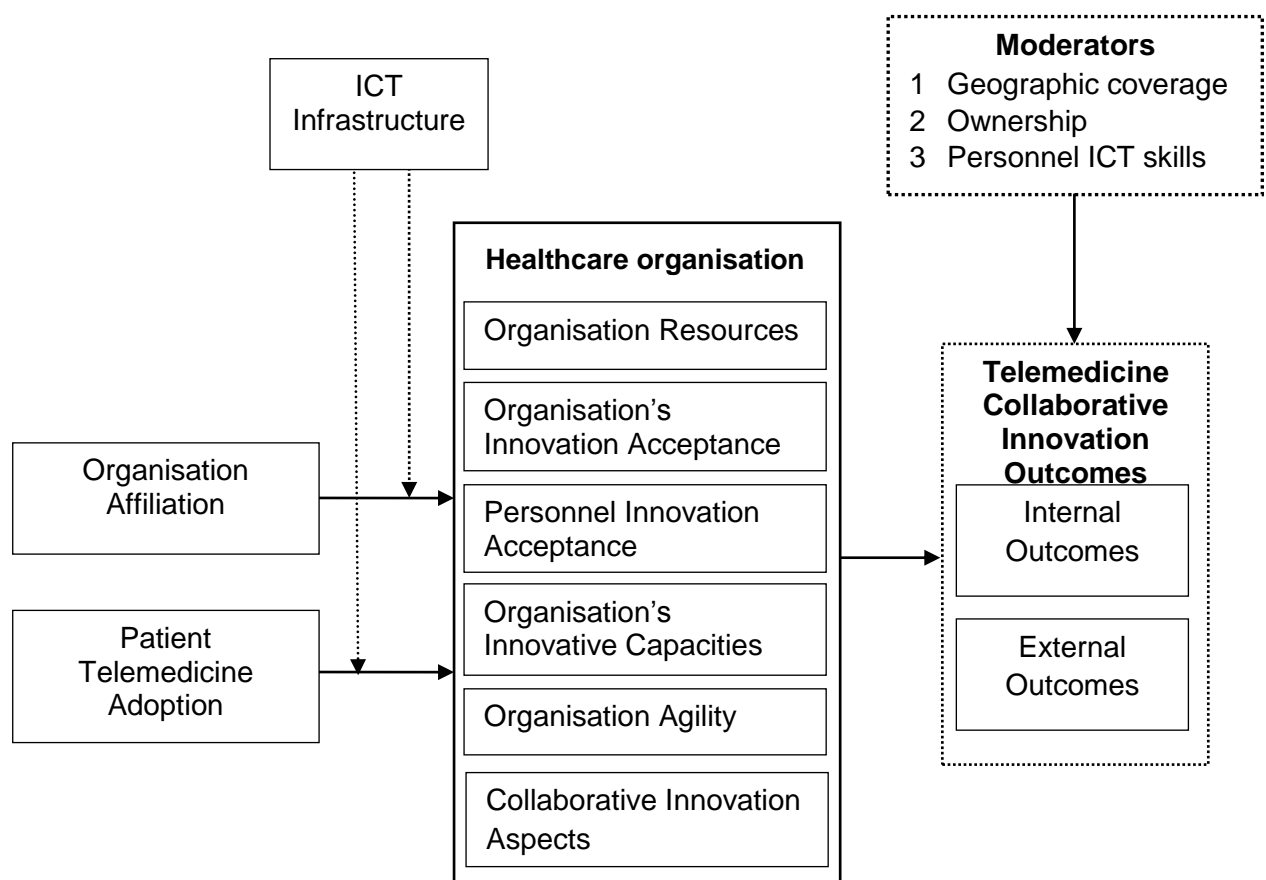 Moderators
1 Geographic coverage
2 Ownership
3 Personnel ICT skills
ICT
Infrastructure
Healthcare organisation
Organisation Resources
Organisation’s
Innovation Acceptance
Personnel Innovation
Acceptance
Organisation’s
Innovative Capacities
Organisation Agility
Collaborative Innovation
Aspects
Organisation
Affiliation
Patient
Telemedicine
Adoption
Telemedicine
Collaborative
Innovation
Outcomes
Internal
Outcomes
External
Outcomes